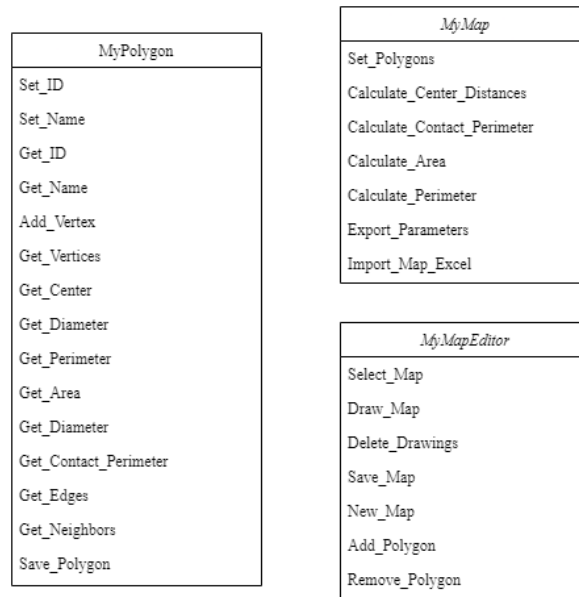 MyPolygon
Set_ID
Set_Name
Get_ID
Get_Name
Add_Vertex
Get_Vertices
Get_Center
Get_Diameter
Get_Perimeter
Get_Area
Get_Diameter
Get_Contact_Perimeter
Get_Edges
Get_Neighbors
Save_Polygon
MyMap
Set_Polygons
Calculate_Center_Distances
Calculate_Contact_Perimeter
Calculate_Area
Calculate_Perimeter
Export_Parameters
Import_Map_Excel
MyMapEditor
Select_Map
Draw_Map
Delete_Drawings
Save_Map
New_Map
Add_Polygon
Remove_Polygon